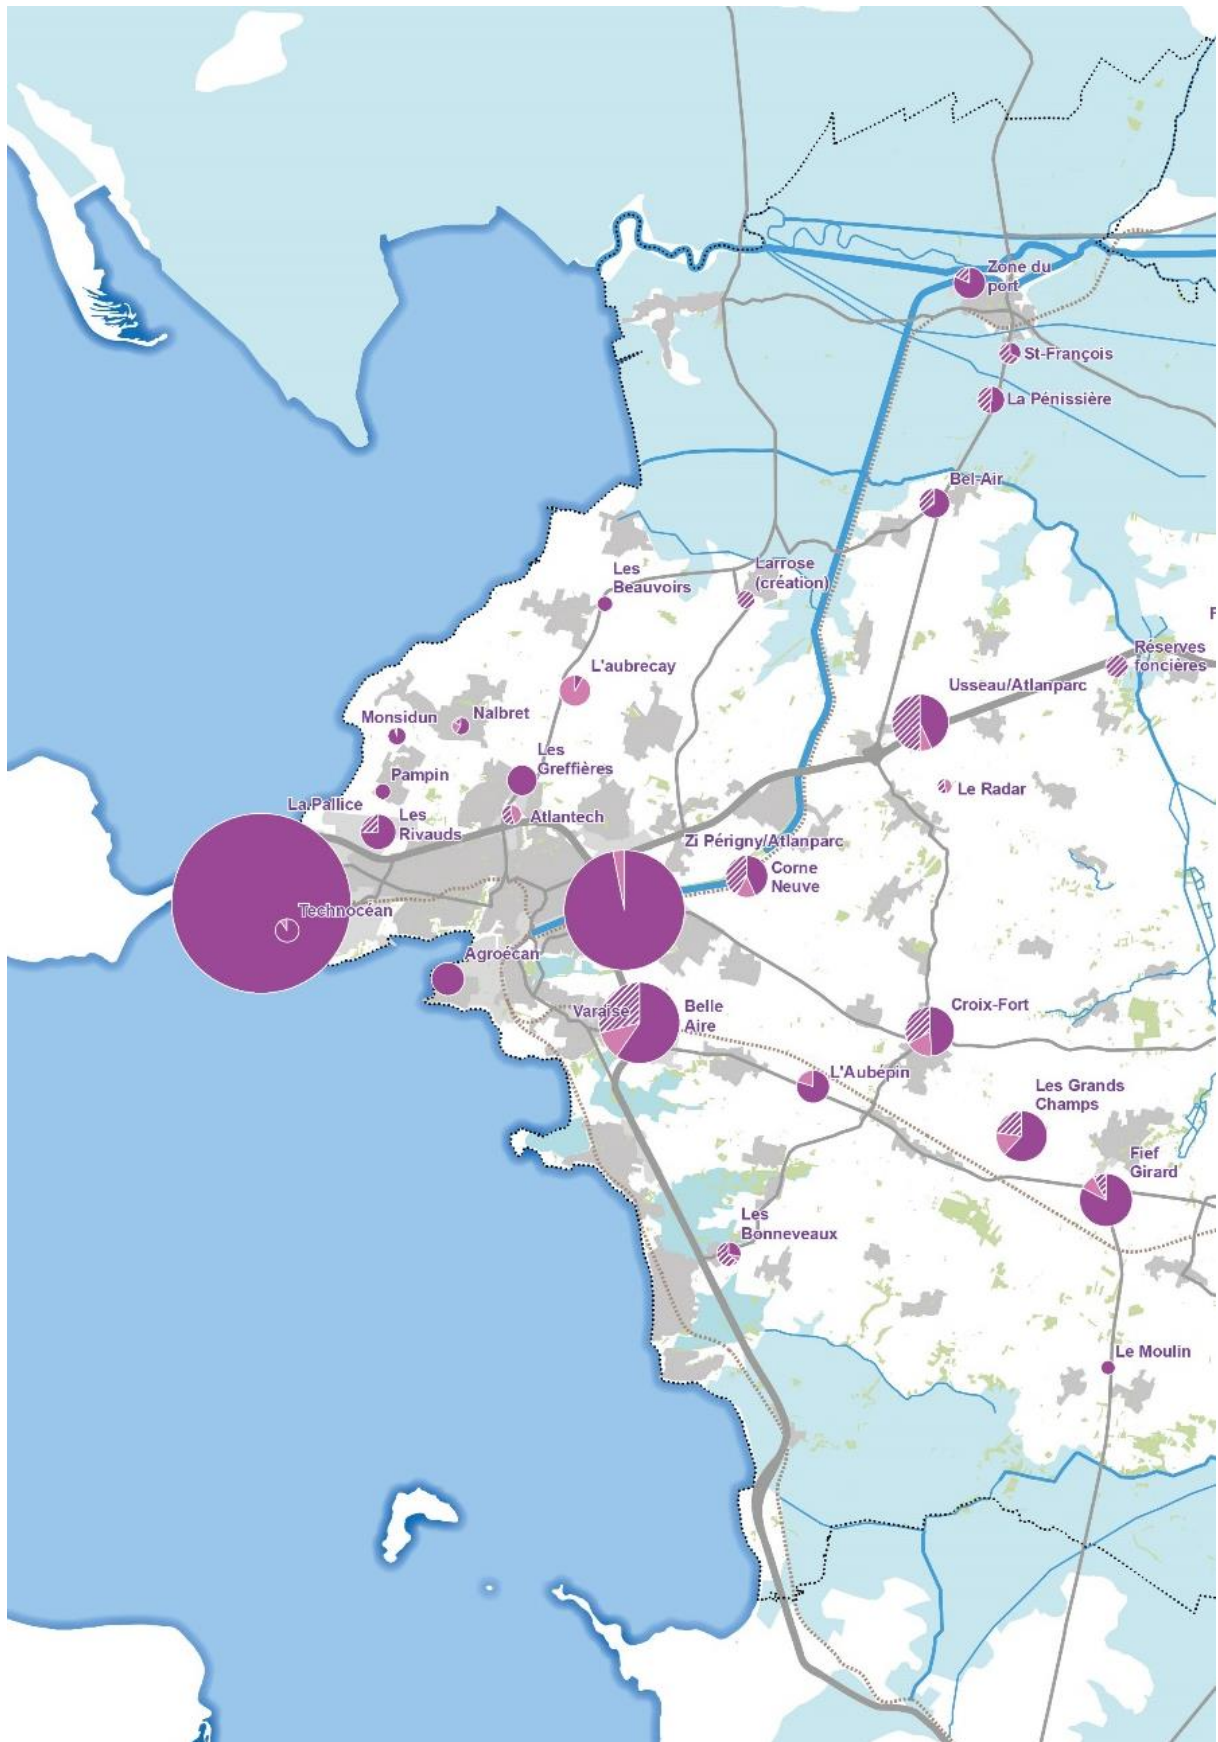 Zone du
port
St-François
La Pénissière
Bel-Air
Larrose
(création)
Les
Beauvoirs
F
Réserves
foncières
L'aubrecay
Usseau/Atlanparc
Monsidun
Nalbret
Les
Greffières
Pampin
Le Radar
La Pallice
Les
Rivauds
Atlantech
Zi Périgny/Atlanparc
Corne
Neuve
Technocéan
Agroécan
Varaise
Belle
Aire
Croix-Fort
L'Aubépin
Les Grands
Champs
Fief
Girard
Les
Bonneveaux
Le Moulin